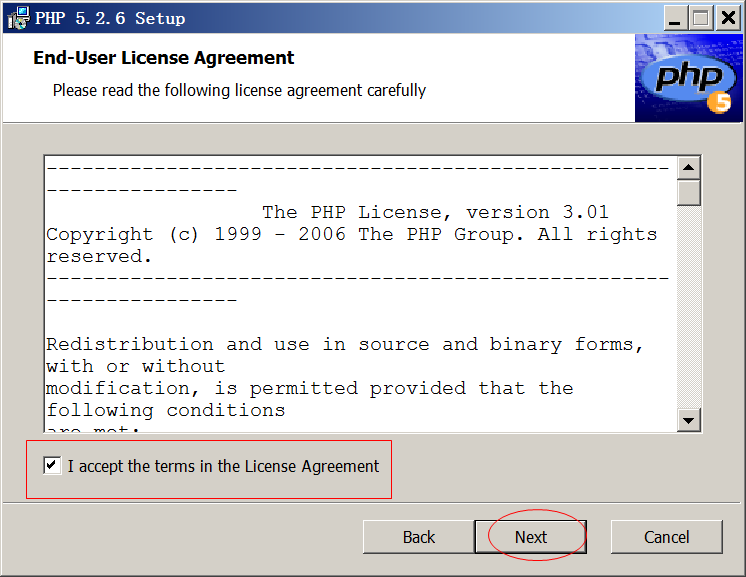 PHP 5.2.6 Setup
End-User License Agreement
Please read the following license agreement carefully
php
5
--------------------------------------------------------------------
The PHP License, version 3.01
Copyright (c) 1999 - 2006 The PHP Group. All rights
reserved.
--------------------------------------------------------------------
Redistribution and use in source and binary forms,
with or without
modification, is permitted provided that the
following conditions
are met:
I accept the terms in the License Agreement
Back
Next
Cancel